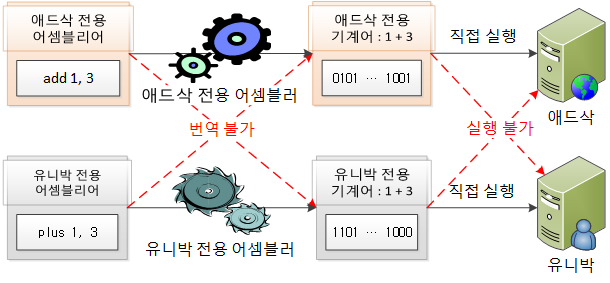 애드삭 전용
어셈블리어
add 1, 3
애드삭 전용 어셈블러
애드삭 전용
기계어 : 1 + 3
0101 ⋯ 1001
직접 실행
애드삭
번역 불가
실행 불가
유니박 전용
어셈블리어
plus 1, 3
유니박 전용 어셈블러
유니박 전용
기계어 : 1 + 3
1101 ⋯ 1000
직접 실행
유니박